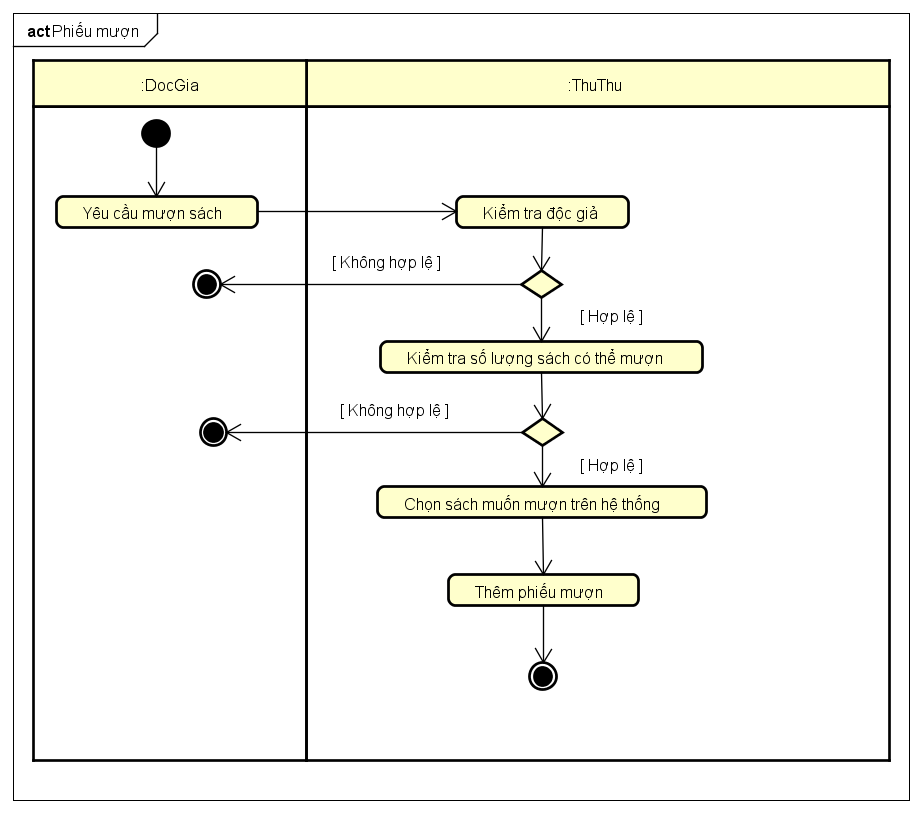 act Phiếu mượn
:DocGia
:ThuThu
Yêu cầu mượn sách
Kiểm tra độc giả
[ Không hợp lệ ]
[ Hợp lệ ]
Kiểm tra số lượng sách có thể mượn
[ Không hợp lệ ]
[ Hợp lệ ]
Chọn sách muốn mượn trên hệ thống
Thêm phiếu mượn